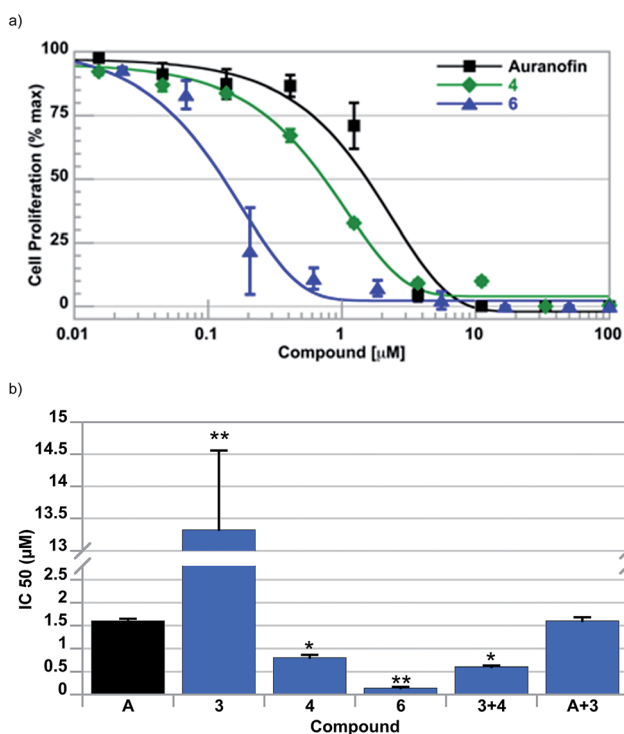 a)
100
75
50
25
0
Cell Proliferation (% max)
Auranofin
4
6
0.01 0.1 1 10 100
Compound [µM]
b)
15
14.5
14
13.5
13
2.5
2
1.5
1
0.5
0
IC 50 (µM)
**
*
**
*
A 3 4 6 3+4 A+3
Compound